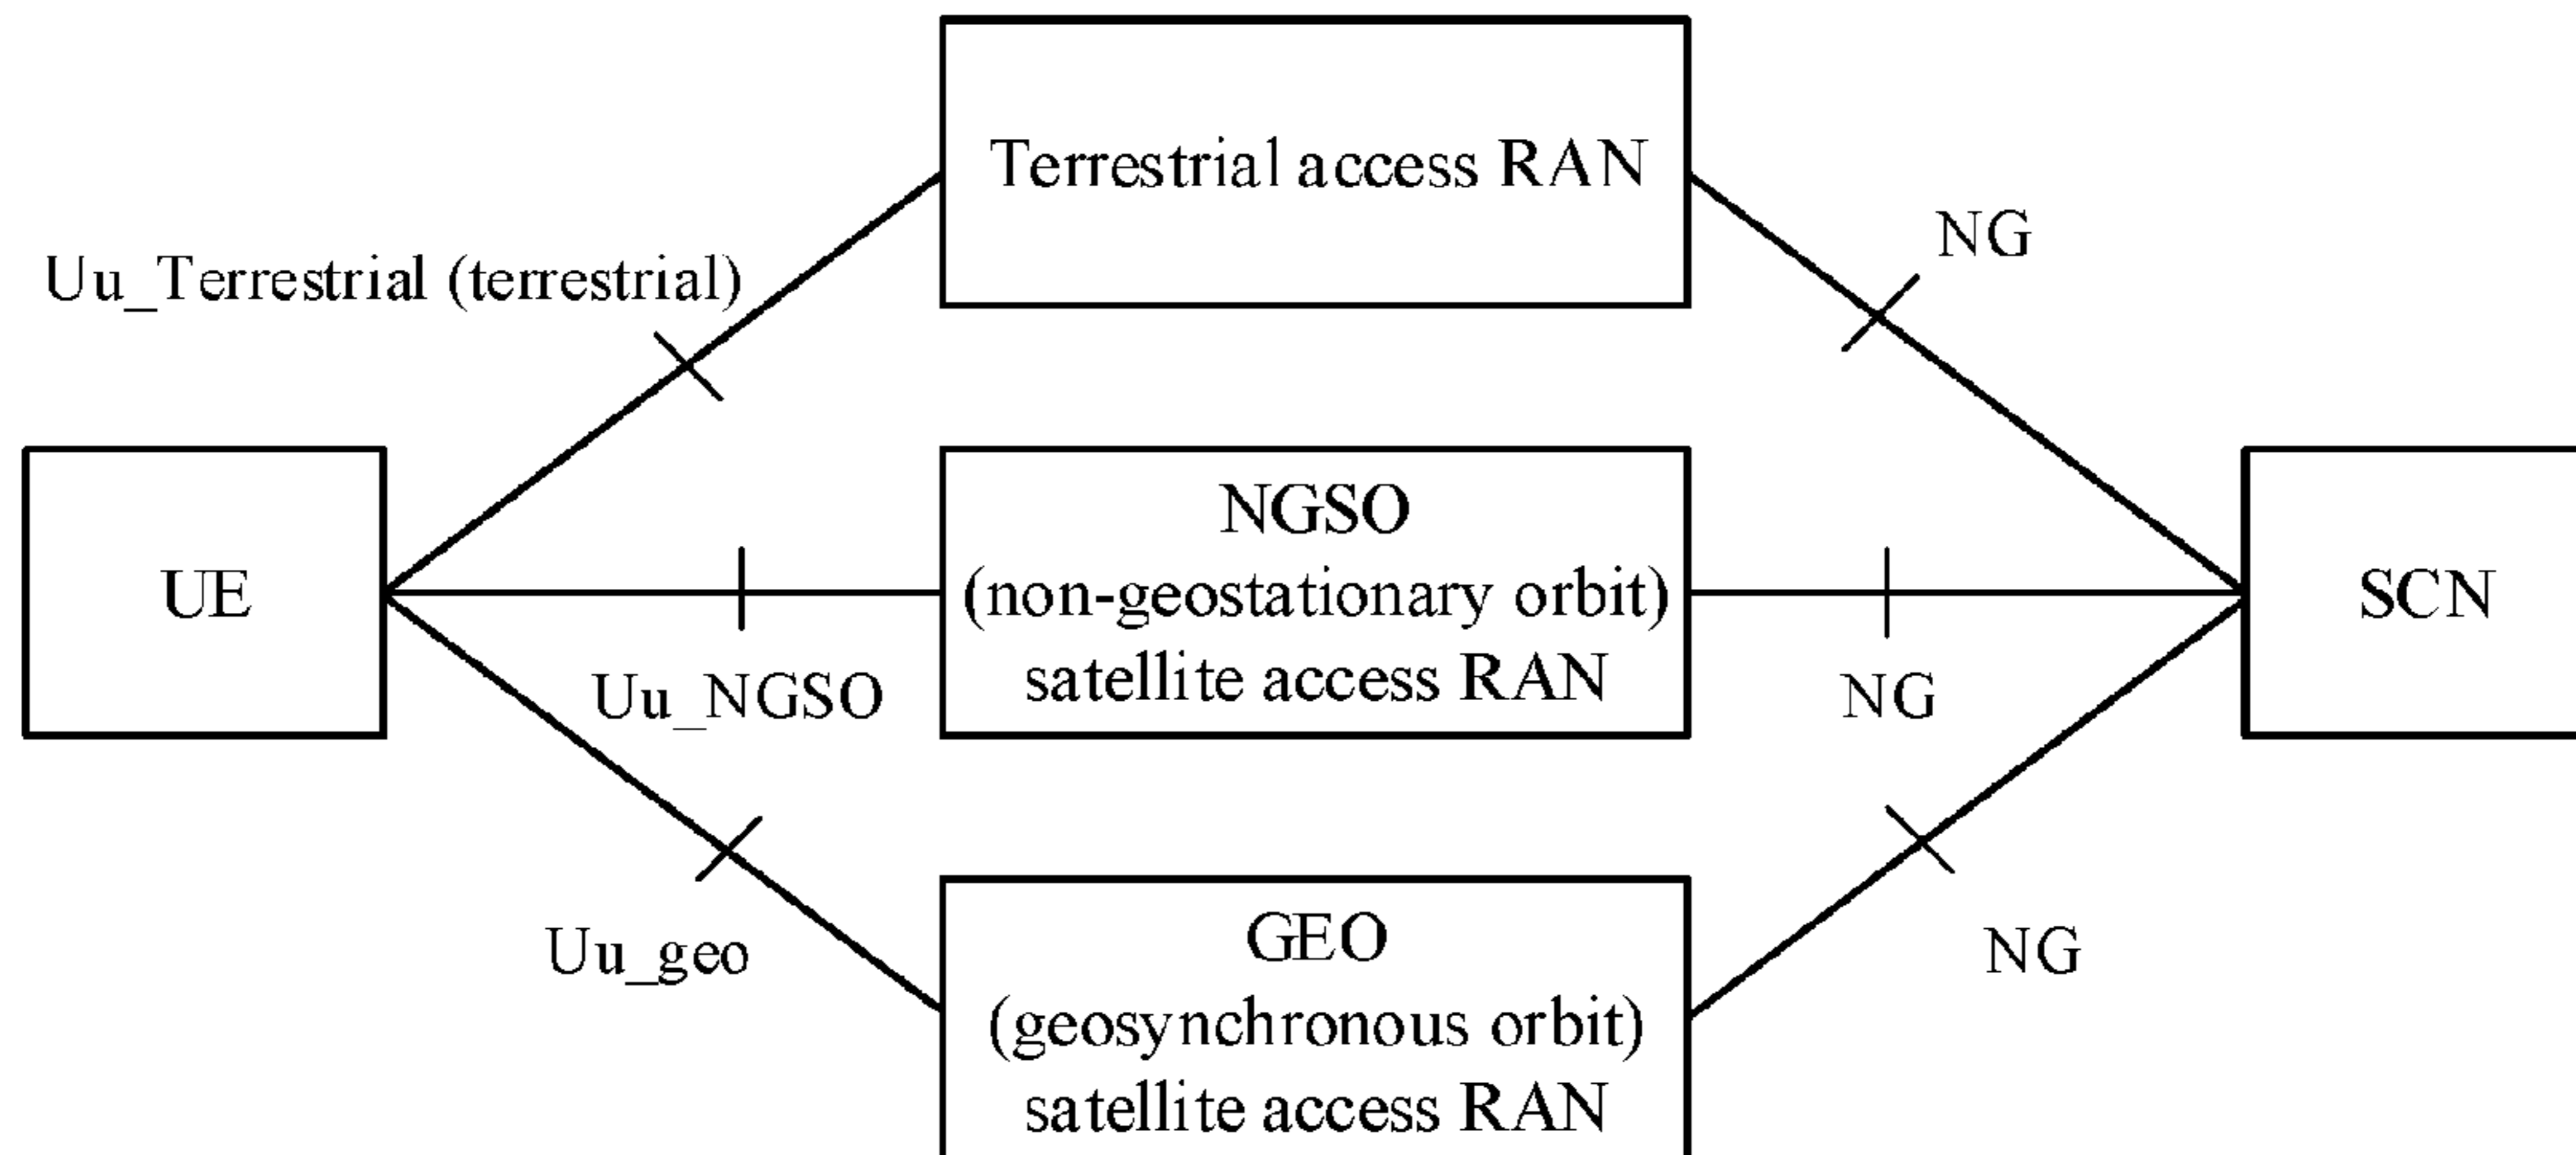 Terrestrial access RAN
NG
Uu_Terrestrial (terrestrial)
UE
NGSO
(non-geostationary orbit)
satellite access RAN
SCN
Uu_NGSO
NG
Uu_geo
GEO
(geosynchronous orbit)
satellite access RAN
NG